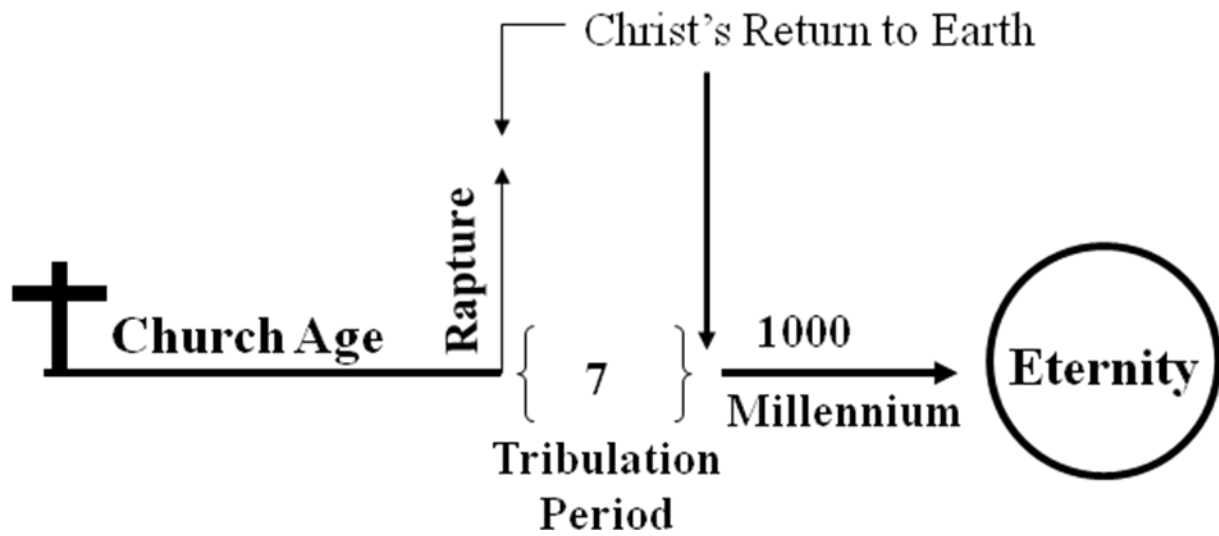 Christ's Return to Earth
Rapture
Church Age
7
Tribulation
Period
1000
Millennium
Eternity